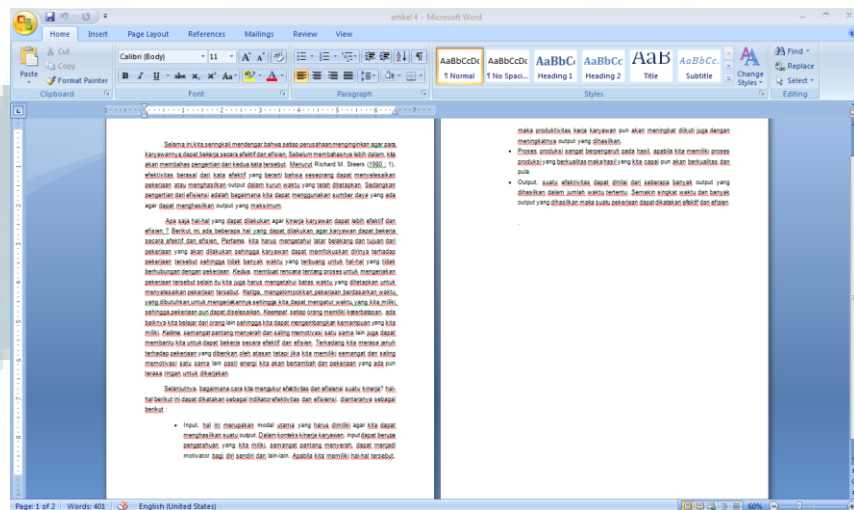 artikel 4 - Microsoft Word
Home Insert Page Layout References Mailings Review View
Paste
Cut
Copy
Format Painter
Clipboard
Calibri (Body) 11
Font
Paragraph
AaBbCcDc AaBbCcDc AaBbC AaBbCc AaB AaBbCc.
¶ Normal ¶ No Spaci... Heading 1 Heading 2 Title Subtitle
Change Styles
Styles
Find
Replace
Select
Editing
Selama ini kita seringkali mendengar bahwa setiap perusahaan menginginkan agar para
karyawannya dapat bekerja secara efektif dan efisien. Sebelum membahasnya lebih dalam, kita
akan membahas pengertian dari kedua kata tersebut. Menurut Richard M. Steers (1980 : 1),
efektivitas berasal dari kata efektif yang berarti bahwa seseorang dapat menyelesaikan
pekerjaan atau menghasilkan output dalam kurun waktu yang telah ditetapkan. Sedangkan
pengertian dari efisiensi adalah bagaimana kita dapat menggunakan sumber daya yang ada
agar dapat menghasilkan output yang maksimum.
Apa saja hal-hal yang dapat dilakukan agar kinerja karyawan dapat lebih efektif dan
efisien ? Berikut ini ada beberapa hal yang dapat dilakukan agar karyawan dapat bekerja
secara efektif dan efisien. Pertama, kita harus mengetahui latar belakang dan tujuan dari
pekerjaan yang akan dilakukan sehingga karyawan dapat memfokuskan dirinya terhadap
pekerjaan tersebut sehingga tidak banyak waktu yang terbuang untuk hal-hal yang tidak
berhubungan dengan pekerjaan. Kedua, membuat rencana tentang proses untuk mengerjakan
pekerjaan tersebut selain itu kita juga harus mengetahui batas waktu yang ditetapkan untuk
menyelesaikan pekerjaan tersebut. Ketiga, mengelompokkan pekerjaan berdasarkan waktu
yang dibutuhkan untuk mengerjakannya sehingga kita dapat mengatur waktu yang kita miliki
sehingga pekerjaan pun dapat diselesaikan. Keempat, setiap orang memiliki keterbatasan, ada
baiknya kita belajar dari orang lain sehingga kita dapat mengembangkan kemampuan yang kita
miliki. Kelima, semangat pantang menyerah dan saling memotivasi satu sama lain juga dapat
membantu kita untuk dapat bekerja secara efektif dan efisien. Terkadang kita merasa jenuh
terhadap pekerjaan yang diberikan oleh atasan tetapi jika kita memiliki semangat dan saling
memotivasi satu sama lain pasti energi kita akan bertambah dan pekerjaan yang ada pun
terasa ringan untuk dikerjakan.
Selanjutnya, bagaimana cara kita mengukur efektivitas dan efisiensi suatu kinerja? hal-
hal berikut ini dapat dikatakan sebagai indikator efektivitas dan efisiensi, diantaranya sebagai
berikut :
• Input, hal ini merupakan modal utama yang harus dimiliki agar kita dapat
menghasilkan suatu output. Dalam konteks kinerja karyawan, input dapat berupa
pengetahuan yang kita miliki, semangat pantang menyerah, dapat menjadi
motivator bagi diri sendiri dan lain-lain. Apabila kita memiliki hal-hal tersebut,
maka produktivitas kerja karyawan pun akan meningkat diikuti juga dengan
meningkatnya output yang dihasilkan.
• Proses produksi sangat berpengaruh pada hasil, apabila kita memiliki proses
produksi yang berkualitas maka hasil yang kita capai pun akan berkualitas dan
pula.
• Output, suatu efektivitas dapat dinilai dari seberapa banyak output yang
dihasilkan dalam jumlah waktu tertentu. Semakin singkat waktu dan banyak
output yang dihasilkan maka suatu pekerjaan dapat dikatakan efektif dan efisien.
Page: 1 of 2 Words: 401 English (United States) 60%